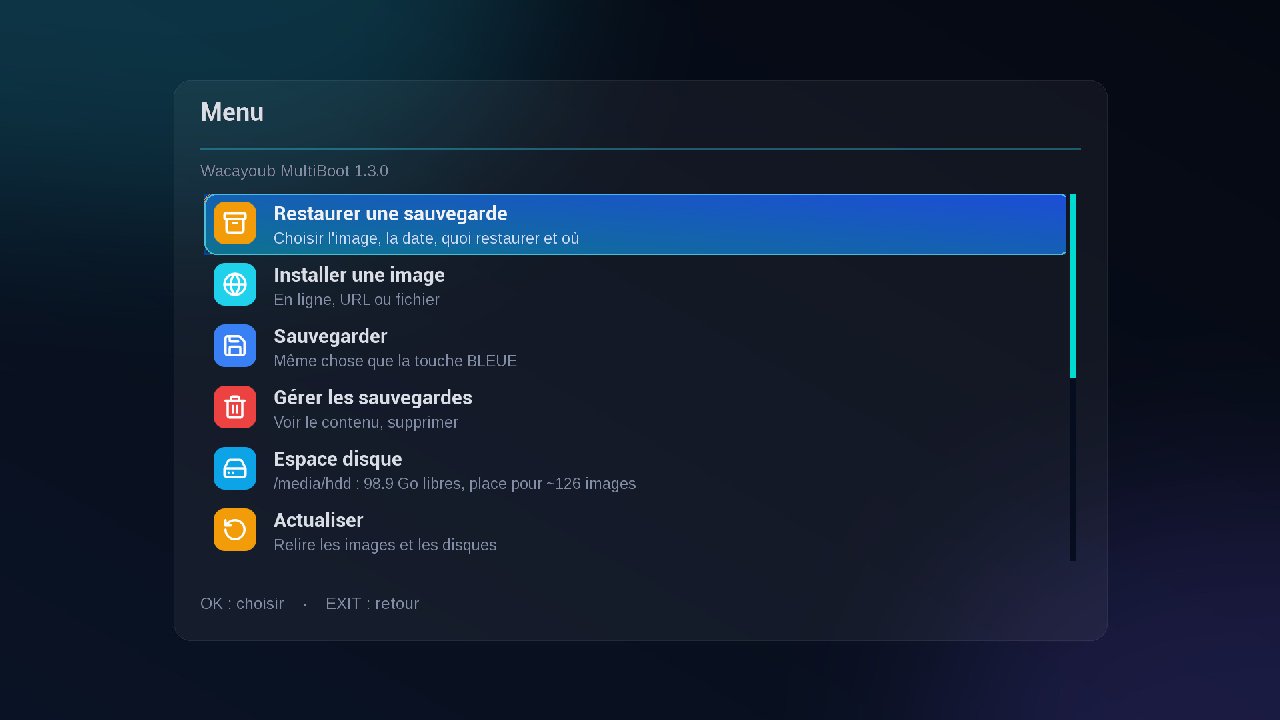 Menu
Wacayoub MultiBoot 1.3.0
Restaurer une sauvegarde
Choisir l'image, la date, quoi restaurer et où
Installer une image
En ligne, URL ou fichier
Sauvegarder
Même chose que la touche BLEUE
Gérer les sauvegardes
Voir le contenu, supprimer
Espace disque
/media/hdd : 98.9 Go libres, place pour ~126 images
Actualiser
Relire les images et les disques
OK : choisir · EXIT : retour